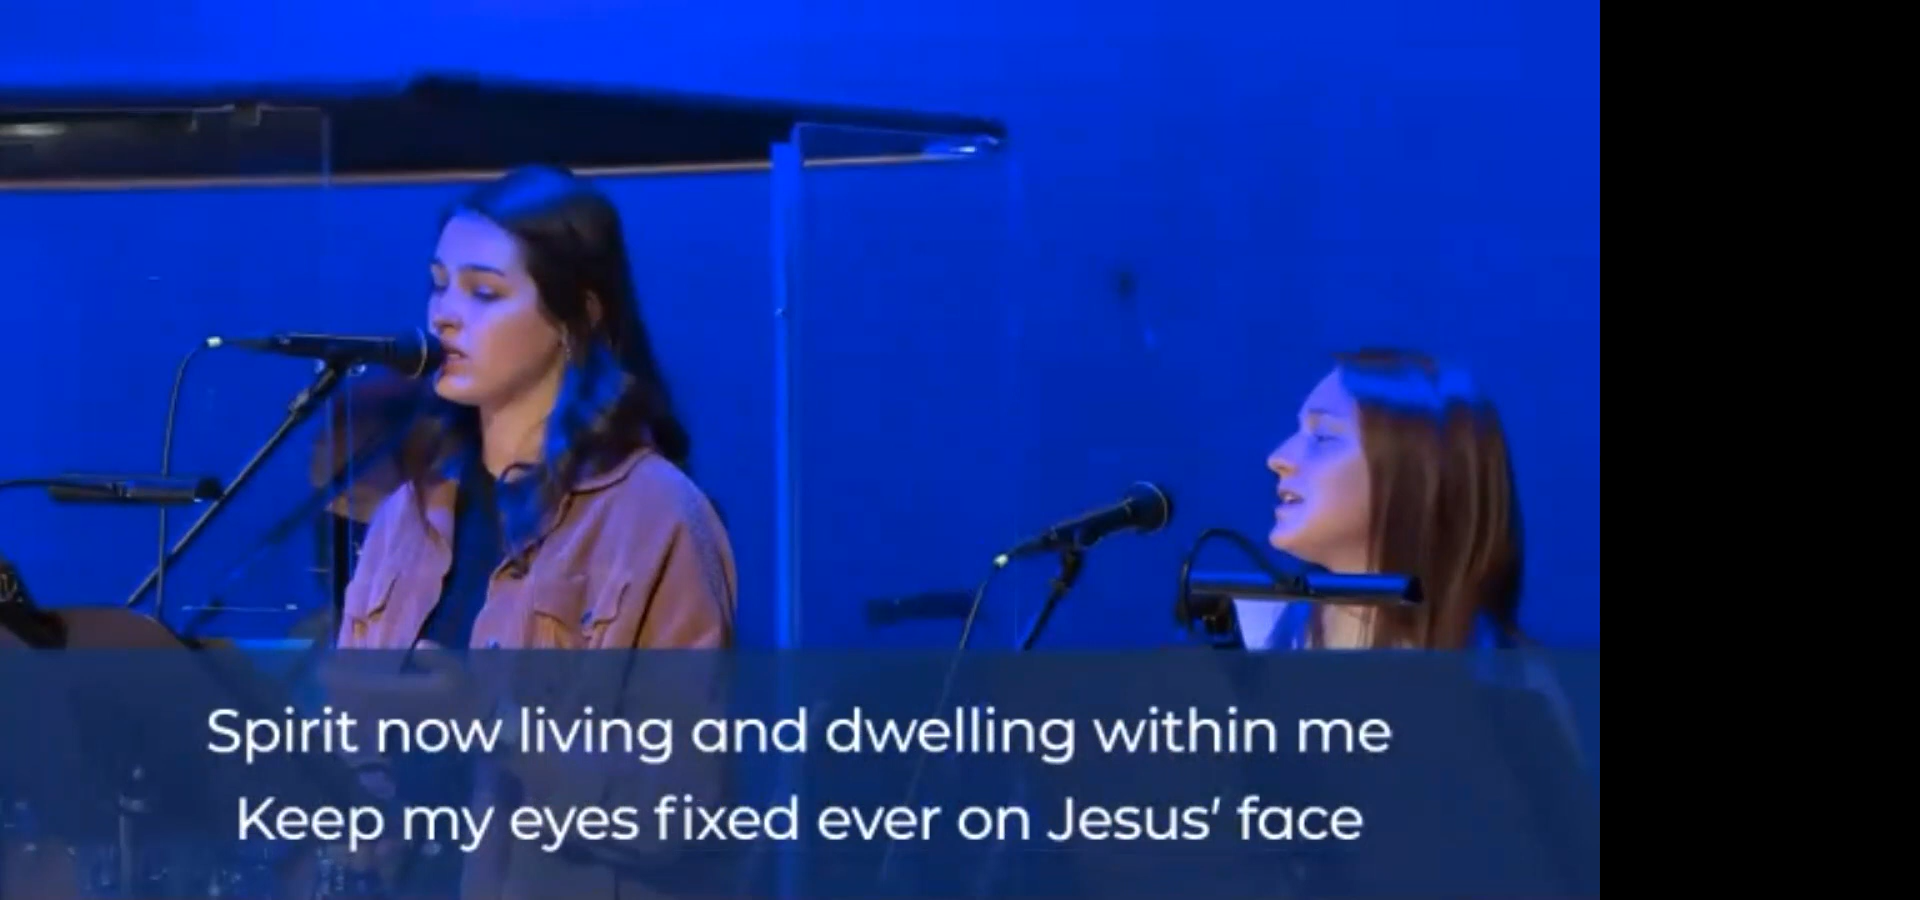 Spirit now living and dwelling within me
Keep my eyes fixed ever on Jesus' face